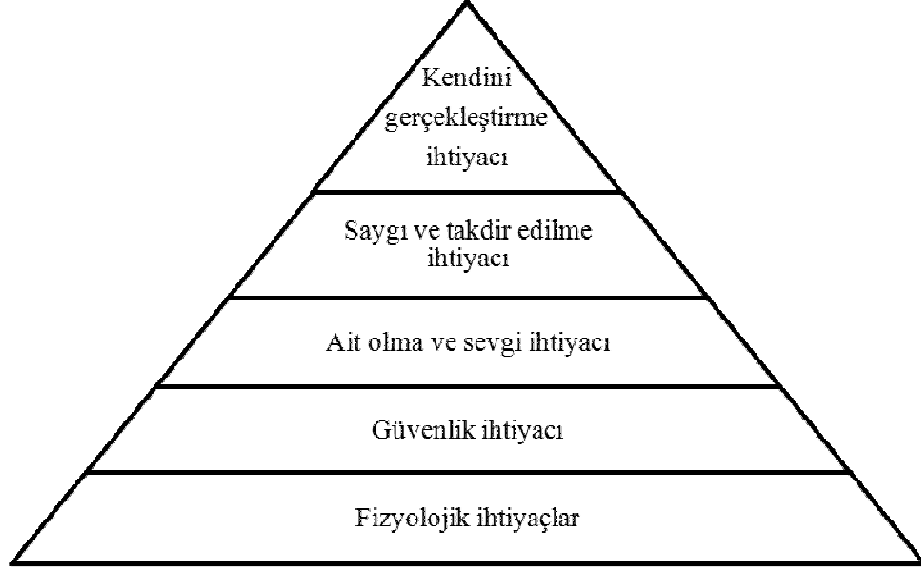 Kendini
gerçekleştirme
ihtiyacı
Saygı ve takdir edilme
ihtiyacı
Ait olma ve sevgi ihtiyacı
Güvenlik ihtiyacı
Fizyolojik ihtiyaçlar